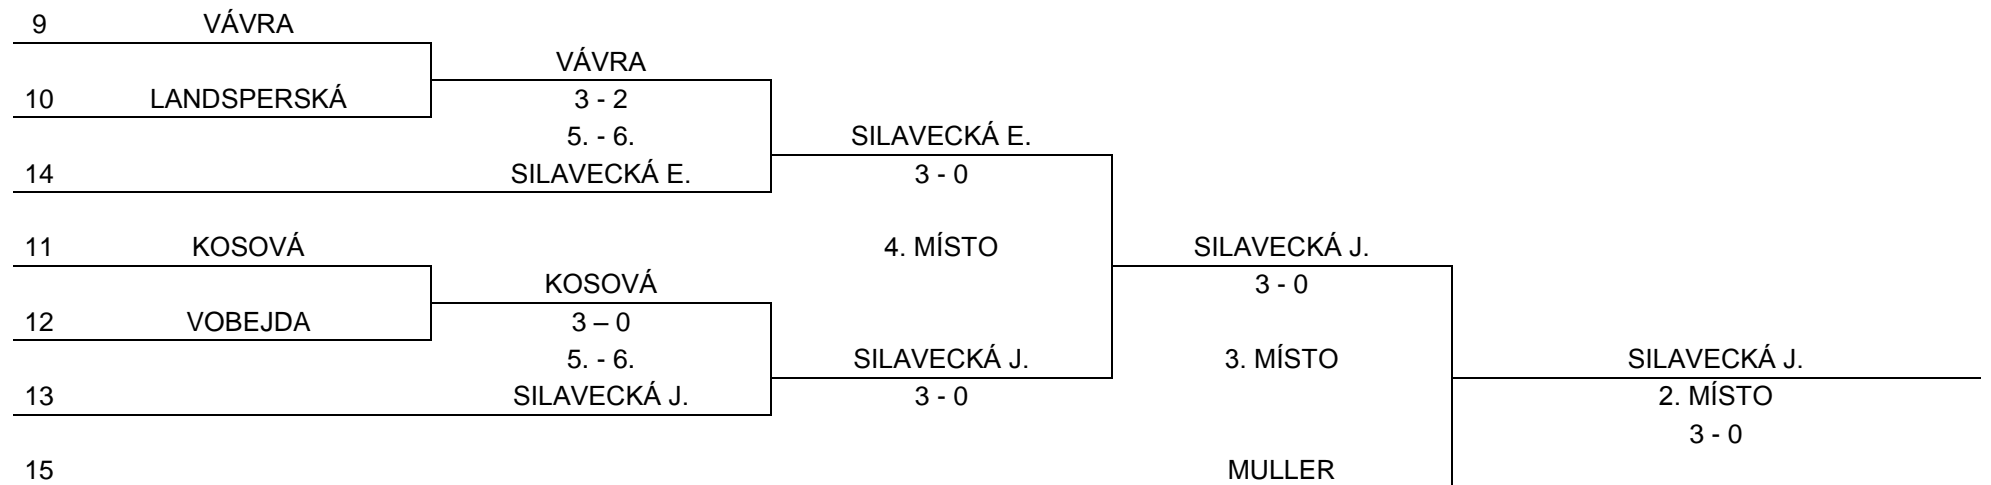 9 VÁVRA
VÁVRA
10 LANDSPERSKÁ 3 - 2
5. - 6. SILAVECKÁ E.
14 SILAVECKÁ E. 3 - 0
11 KOSOVÁ 4. MÍSTO SILAVECKÁ J.
KOSOVÁ 3 - 0
12 VOBEJDA 3 – 0
5. - 6. SILAVECKÁ J. 3. MÍSTO SILAVECKÁ J.
13 SILAVECKÁ J. 3 - 0 2. MÍSTO
3 - 0
15 MULLER